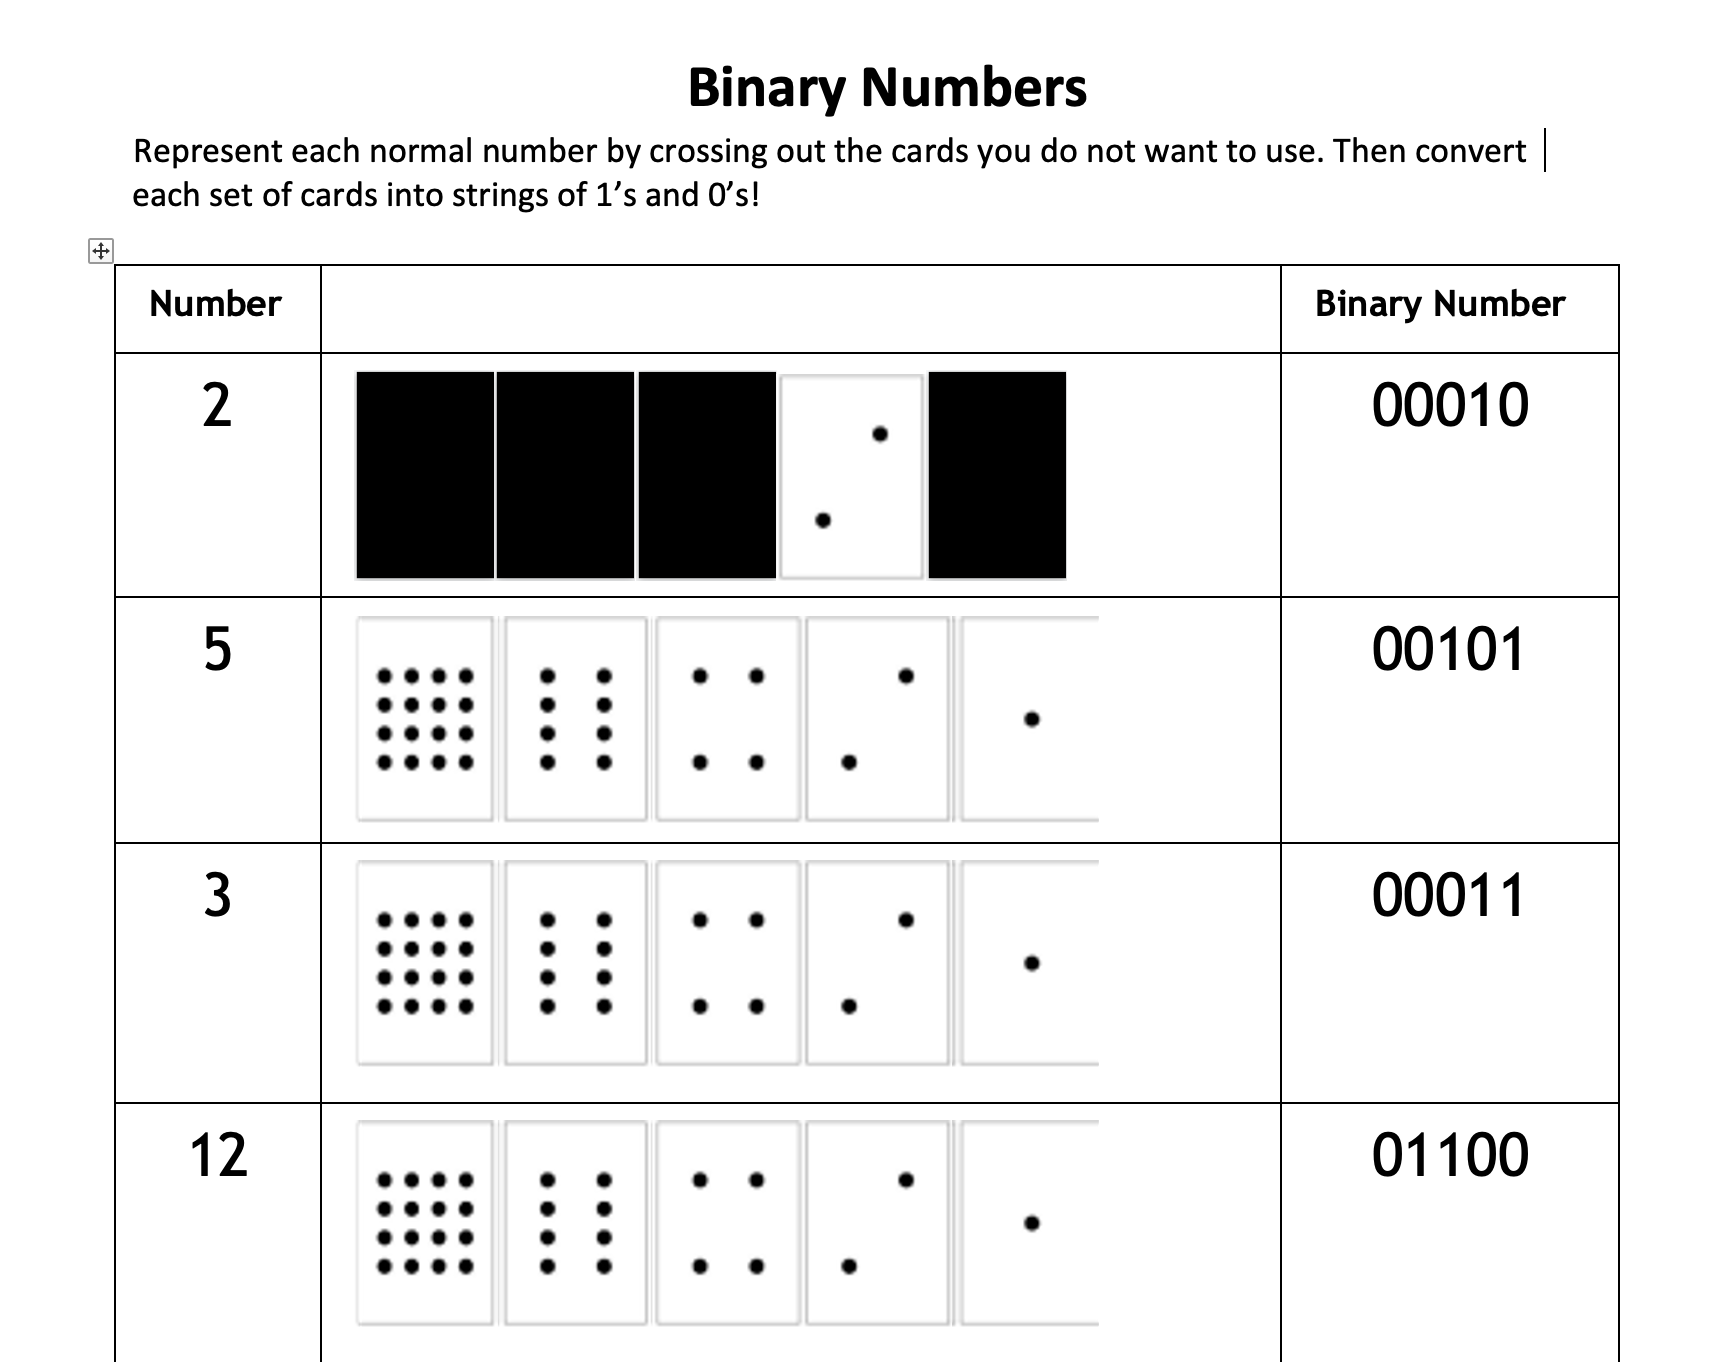 Binary Numbers
Represent each normal number by crossing out the cards you do not want to use. Then convert
each set of cards into strings of 1’s and 0’s!
Number
Binary Number
2
00010
5
00101
3
00011
12
01100